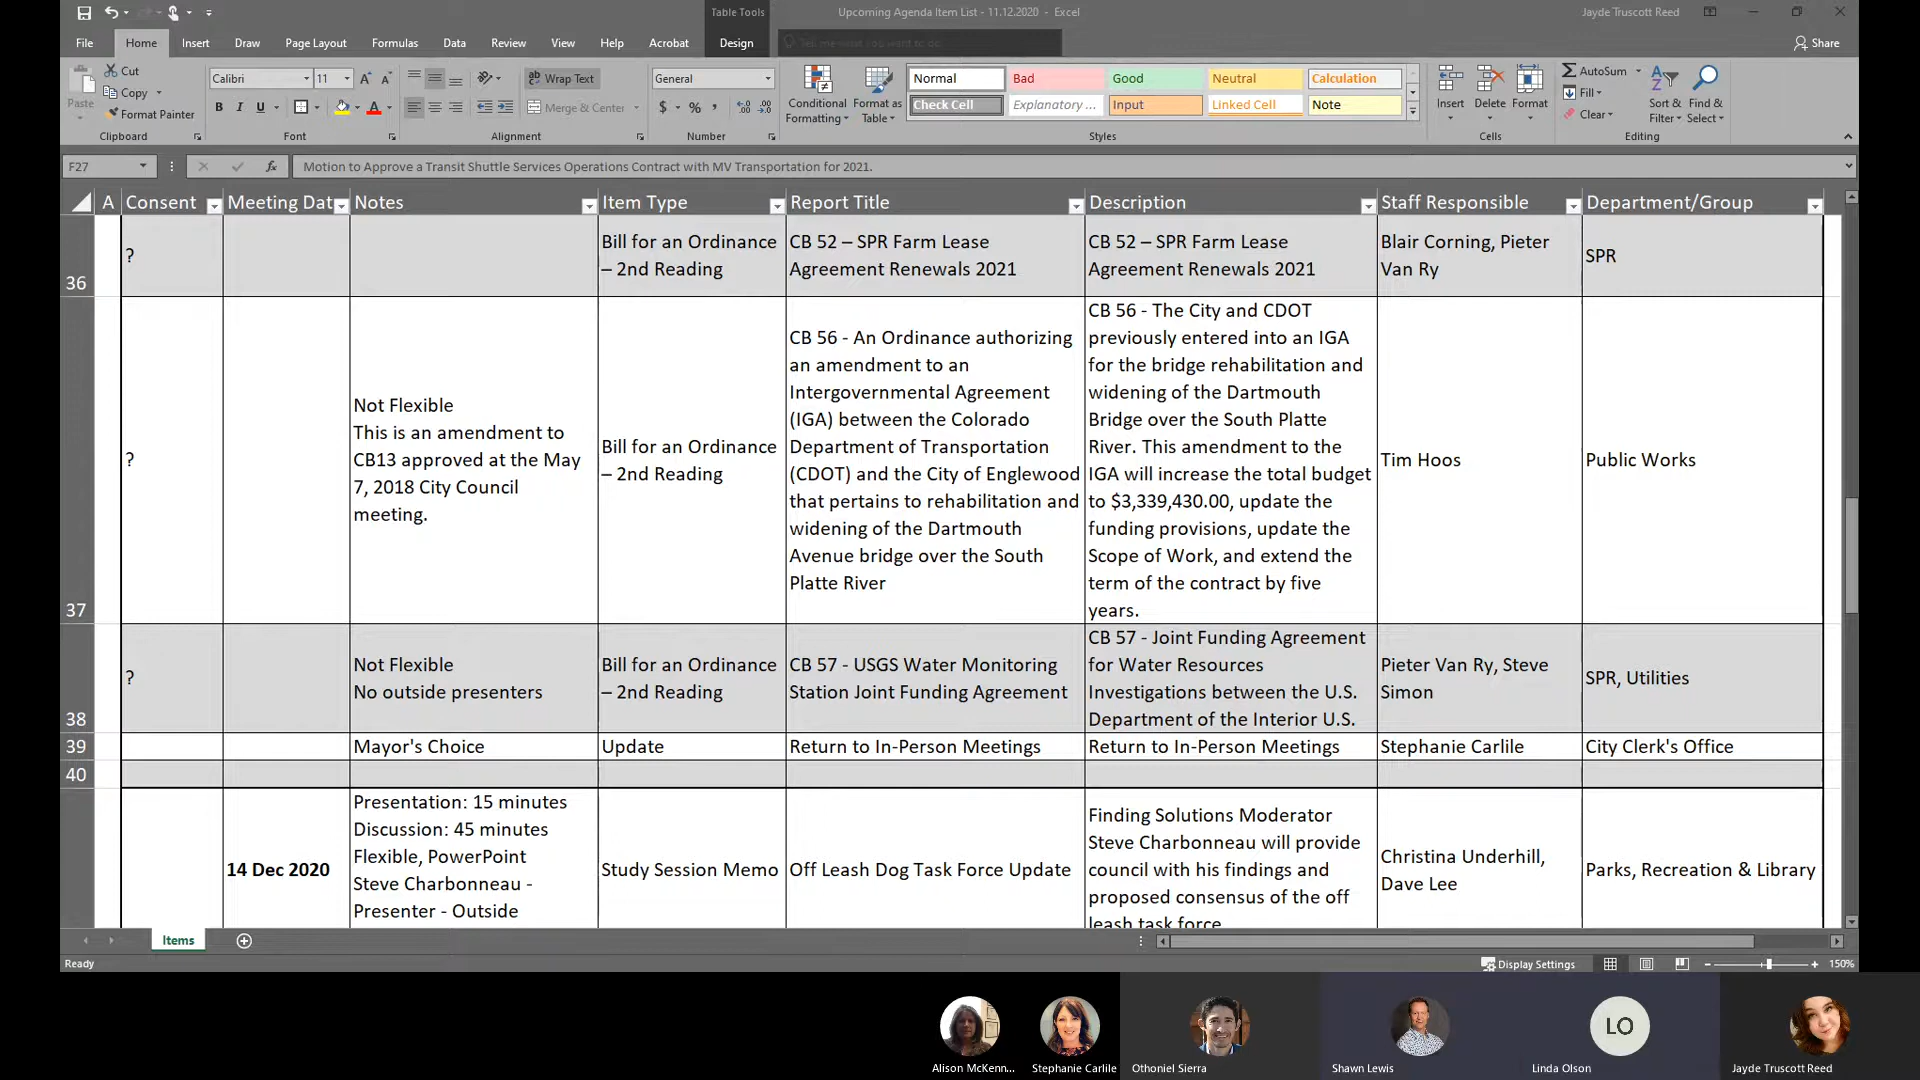 Table Tools
Upcoming Agenda Item List - 11.12.2020 - Excel
Jayde Truscott Reed
File
Home
Insert
Draw
Page Layout
Formulas
Data
Review
View
Help
Acrobat
Design
Tell me what you want to do
Share
Paste
Cut
Copy
Format Painter
Clipboard
Calibri
11
B I U
Font
Wrap Text
Merge & Center
Alignment
General
$ % ,
Number
Conditional
Formatting
Format as
Table
Normal
Bad
Good
Neutral
Calculation
Check Cell
Explanatory ...
Input
Linked Cell
Note
Styles
Insert
Delete
Format
Cells
AutoSum
Fill
Clear
Sort &
Filter
Find &
Select
Editing
F27
fx
Motion to Approve a Transit Shuttle Services Operations Contract with MV Transportation for 2021.
A
Consent
Meeting Dat
Notes
Item Type
Report Title
Description
Staff Responsible
Department/Group
36
?
Bill for an Ordinance
– 2nd Reading
CB 52 – SPR Farm Lease
Agreement Renewals 2021
CB 52 – SPR Farm Lease
Agreement Renewals 2021
Blair Corning, Pieter
Van Ry
SPR
37
?
Not Flexible
This is an amendment to
CB13 approved at the May
7, 2018 City Council
meeting.
Bill for an Ordinance
– 2nd Reading
CB 56 - An Ordinance authorizing
an amendment to an
Intergovernmental Agreement
(IGA) between the Colorado
Department of Transportation
(CDOT) and the City of Englewood
that pertains to rehabilitation and
widening of the Dartmouth
Avenue bridge over the South
Platte River
CB 56 - The City and CDOT
previously entered into an IGA
for the bridge rehabilitation and
widening of the Dartmouth
Bridge over the South Platte
River. This amendment to the
IGA will increase the total budget
to $3,339,430.00, update the
funding provisions, update the
Scope of Work, and extend the
term of the contract by five
years.
Tim Hoos
Public Works
38
?
Not Flexible
No outside presenters
Bill for an Ordinance
– 2nd Reading
CB 57 - USGS Water Monitoring
Station Joint Funding Agreement
CB 57 - Joint Funding Agreement
for Water Resources
Investigations between the U.S.
Department of the Interior U.S.
Pieter Van Ry, Steve
Simon
SPR, Utilities
39
Mayor's Choice
Update
Return to In-Person Meetings
Return to In-Person Meetings
Stephanie Carlile
City Clerk's Office
40
14 Dec 2020
Presentation: 15 minutes
Discussion: 45 minutes
Flexible, PowerPoint
Steve Charbonneau -
Presenter - Outside
Study Session Memo
Off Leash Dog Task Force Update
Finding Solutions Moderator
Steve Charbonneau will provide
council with his findings and
proposed consensus of the off
leash task force
Christina Underhill,
Dave Lee
Parks, Recreation & Library
Items
Ready
Display Settings
150%
LO
Alison McKenn...
Stephanie Carlile
Othoniel Sierra
Shawn Lewis
Linda Olson
Jayde Truscott Reed